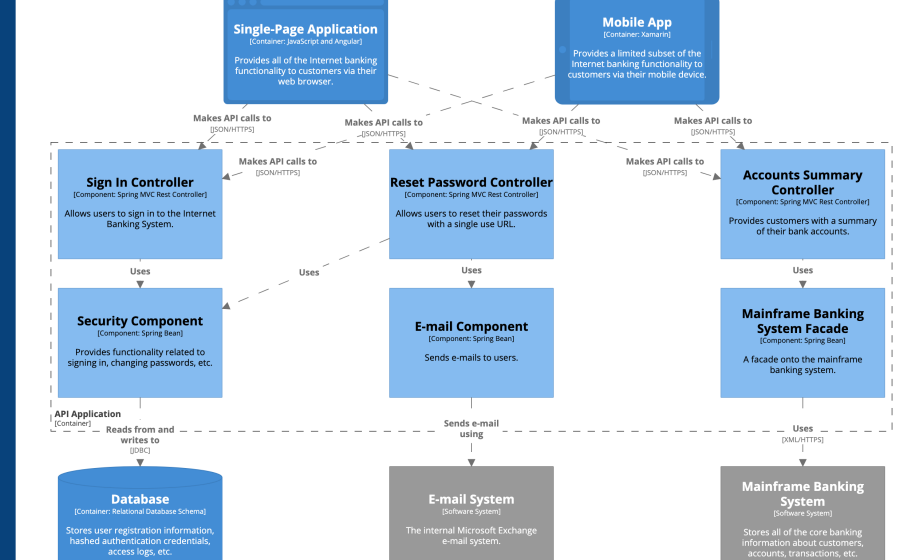 Single-Page Application
[Container: JavaScript and Angular]
Provides all of the Internet banking
functionality to customers via their
web browser.
Mobile App
[Container: Xamarin]
Provides a limited subset of the
Internet banking functionality to
customers via their mobile device.
Makes API calls to
[JSON/HTTPS]
Makes API calls to
[JSON/HTTPS]
Makes API calls to
[JSON/HTTPS]
Makes API calls to
[JSON/HTTPS]
Makes API calls to
[JSON/HTTPS]
Makes API calls to
[JSON/HTTPS]
Sign In Controller
[Component: Spring MVC Rest Controller]
Allows users to sign in to the Internet
Banking System.
Reset Password Controller
[Component: Spring MVC Rest Controller]
Allows users to reset their passwords
with a single use URL.
Accounts Summary
Controller
[Component: Spring MVC Rest Controller]
Provides customers with a summary
of their bank accounts.
Uses
Uses
Uses
Uses
Security Component
[Component: Spring Bean]
Provides functionality related to
signing in, changing passwords, etc.
E-mail Component
[Component: Spring Bean]
Sends e-mails to users.
Mainframe Banking
System Facade
[Component: Spring Bean]
A facade onto the mainframe
banking system.
API Application
[Container]
Reads from and
writes to
[JDBC]
Sends e-mail
using
Uses
[XML/HTTPS]
Database
[Container: Relational Database Schema]
Stores user registration information,
hashed authentication credentials,
access logs, etc.
E-mail System
[Software System]
The internal Microsoft Exchange
e-mail system.
Mainframe Banking
System
[Software System]
Stores all of the core banking
information about customers,
accounts, transactions, etc.